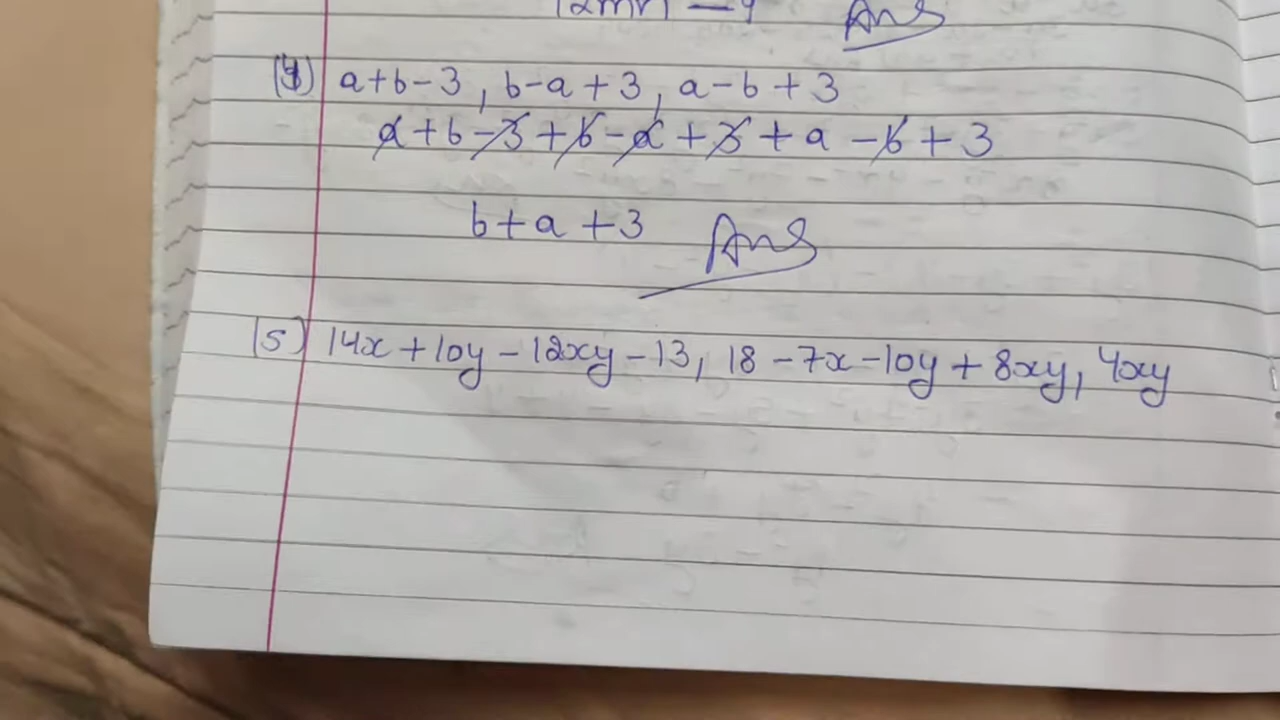 Ans
(4) a+b-3, b-a+3, a-b+3
a+b-3+b-a+3+a-b+3
b+a+3 Ans
(5) 14x+10y-12xy-13, 18-7x-10y+8xy, 4xy